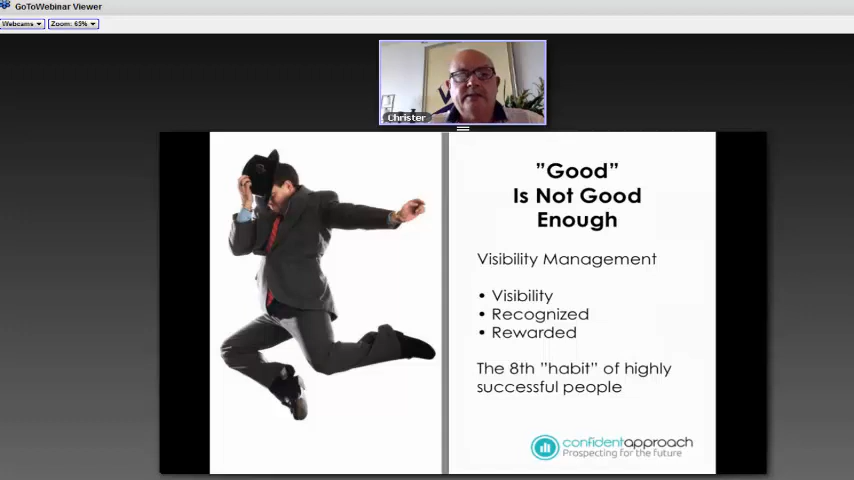 GoToWebinar Viewer
Webcams
Zoom: 65%
Christer
”Good”
Is Not Good
Enough
Visibility Management
• Visibility
• Recognized
• Rewarded
The 8th ”habit” of highly
successful people
confidentapproach
Prospecting for the future